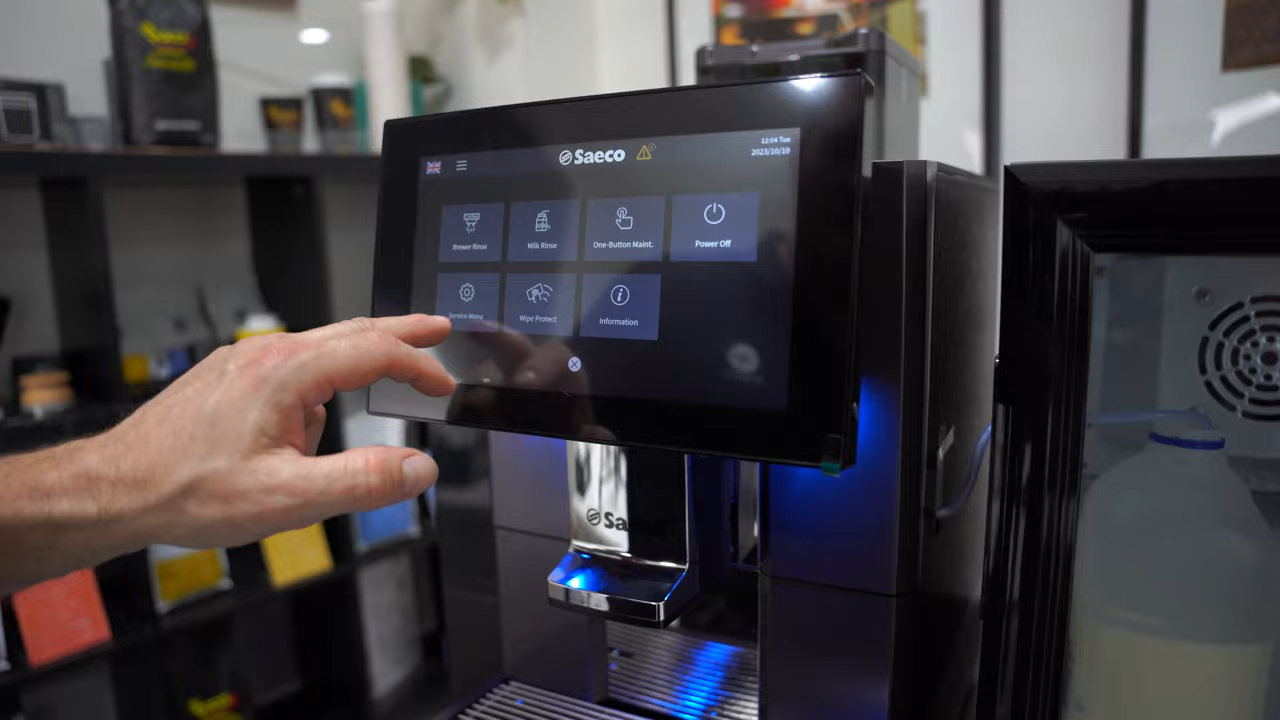 Saeco
12:04 Tue
2023/10/10
Brewer Rinse
Milk Rinse
One-Button Maint.
Power Off
Service Menu
Wipe Protect
Information
Sa